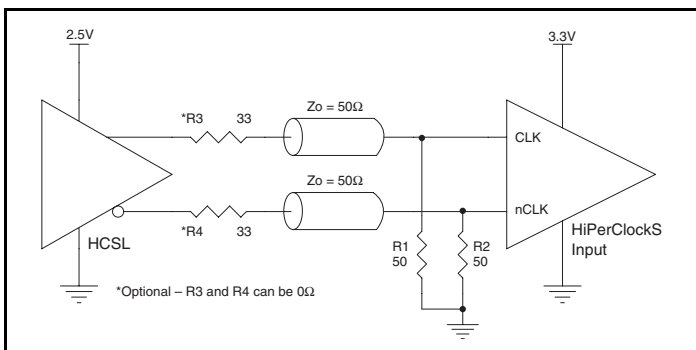 2.5V
3.3V
*R3 33
Zo = 50Ω
CLK
Zo = 50Ω
nCLK
*R4 33
HCSL
HiPerClockS
Input
R1
50
R2
50
*Optional – R3 and R4 can be 0Ω